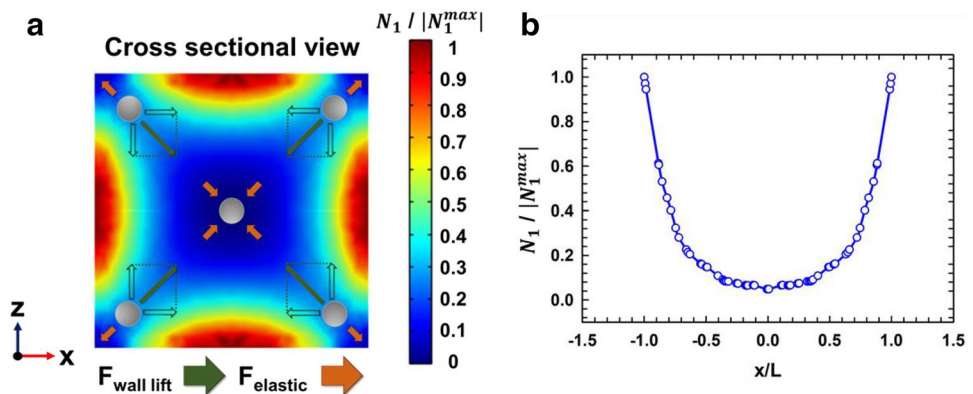 a
Cross sectional view
N₁ / |N₁ᵐᵃˣ|
1
0.9
0.8
0.7
0.6
0.5
0.4
0.3
0.2
0.1
0
z
x
F wall lift
F elastic
b
N₁ / |N₁ᵐᵃˣ|
1.0
0.8
0.6
0.4
0.2
0.0
-1.5 -1.0 -0.5 0.0 0.5 1.0 1.5
x/L